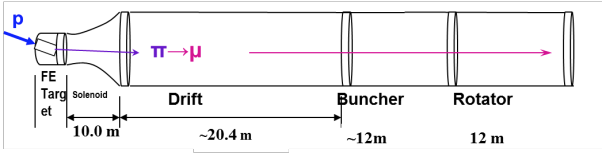 p
π→μ
FE
Targ
et
Solenoid
Drift
Buncher
Rotator
10.0 m
~20.4 m
~12m
12 m